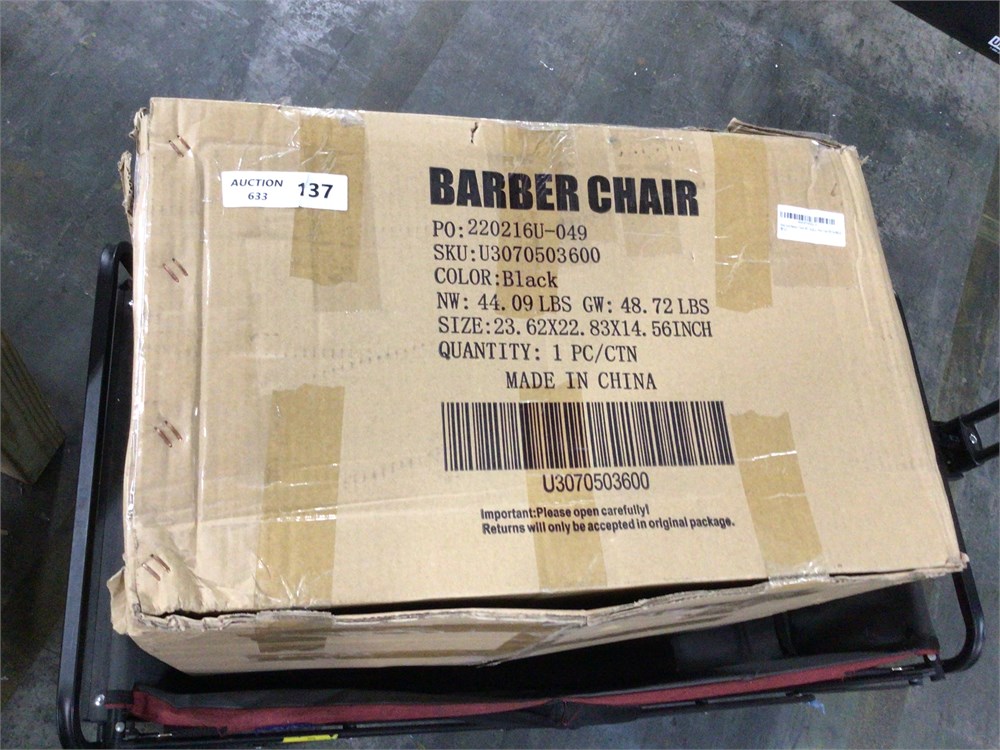 AUCTION
633
137
BARBER CHAIR
PO:220216U-049
SKU:U3070503600
COLOR:Black
NW: 44.09 LBS GW: 48.72 LBS
SIZE:23.62X22.83X14.56INCH
QUANTITY: 1 PC/CTN
MADE IN CHINA
U3070503600
Important:Please open carefully!
Returns will only be accepted in original package.